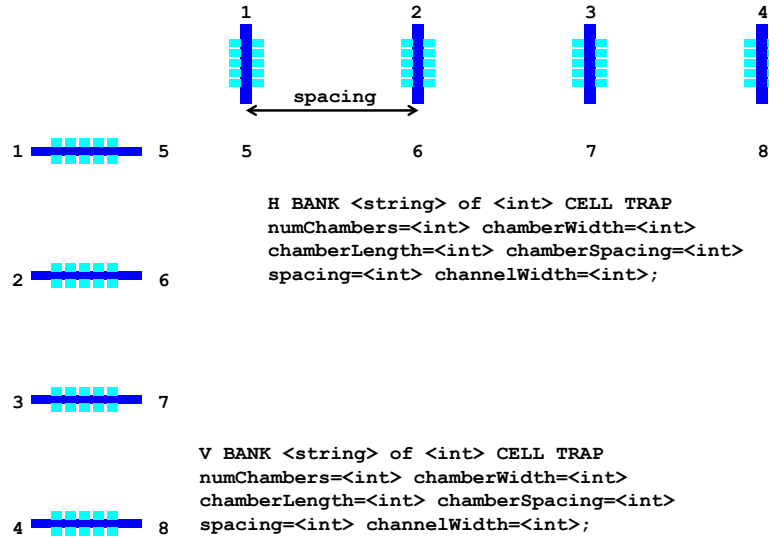 1 2 3 4
spacing
1 5 5 6 7 8
H BANK <string> of <int> CELL TRAP
numChambers=<int> chamberWidth=<int>
chamberLength=<int> chamberSpacing=<int>
spacing=<int> channelWidth=<int>;
2 6
3 7
V BANK <string> of <int> CELL TRAP
numChambers=<int> chamberWidth=<int>
chamberLength=<int> chamberSpacing=<int>
spacing=<int> channelWidth=<int>;
4 8